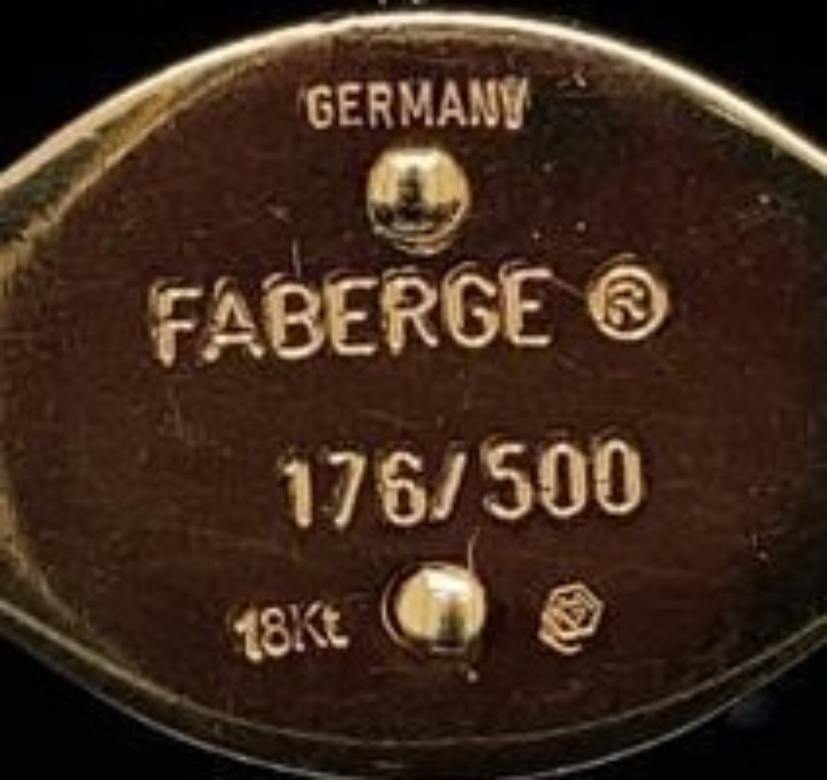 GERMANY
FABERGE ®
176/500
18Kt